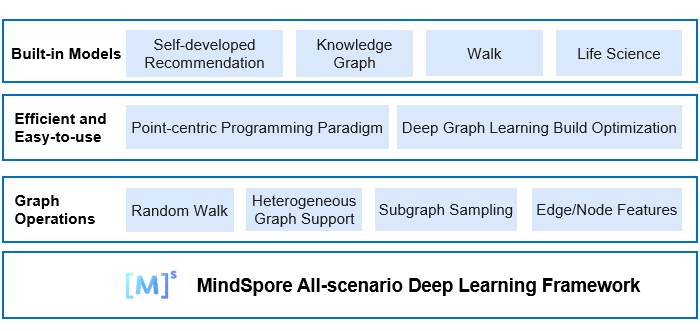 Built-in Models
Self-developed
Recommendation
Knowledge
Graph
Walk
Life Science
Efficient and
Easy-to-use
Point-centric Programming Paradigm
Deep Graph Learning Build Optimization
Graph
Operations
Random Walk
Heterogeneous
Graph Support
Subgraph Sampling
Edge/Node Features
[M]s MindSpore All-scenario Deep Learning Framework